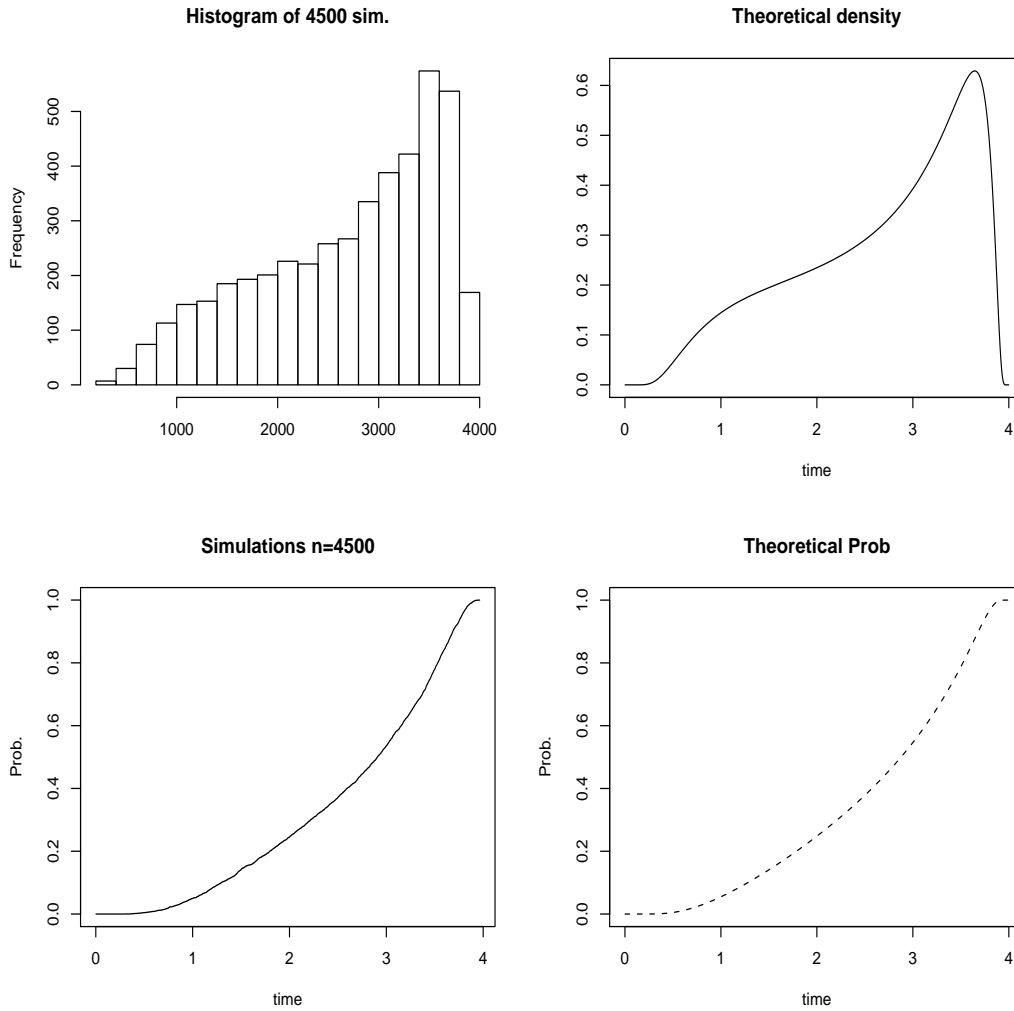 Histogram of 4500 sim.
Frequency
0 100 200 300 400 500
1000 2000 3000 4000
Theoretical density
0.0 0.1 0.2 0.3 0.4 0.5 0.6
0 1 2 3 4
time
Simulations n=4500
Prob.
0.0 0.2 0.4 0.6 0.8 1.0
0 1 2 3 4
time
Theoretical Prob
Prob.
0.0 0.2 0.4 0.6 0.8 1.0
0 1 2 3 4
time